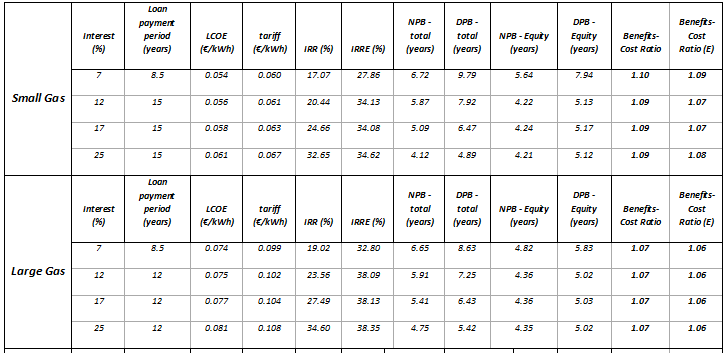 Interest (%) | Loan payment period (years) | LCOE (€/kWh) | tariff (€/kWh) | IRR (%) | IRRE (%) | NPB - total (years) | DPB - total (years) | NPB - Equity (years) | DPB - Equity (years) | Benefits-Cost Ratio | Benefits-Cost Ratio (E)
Small Gas
7 | 8.5 | 0.054 | 0.060 | 17.07 | 27.86 | 6.72 | 9.79 | 5.64 | 7.94 | 1.10 | 1.09
12 | 15 | 0.056 | 0.061 | 20.44 | 34.13 | 5.87 | 7.92 | 4.22 | 5.13 | 1.09 | 1.07
17 | 15 | 0.058 | 0.063 | 24.66 | 34.08 | 5.09 | 6.47 | 4.24 | 5.17 | 1.09 | 1.07
25 | 15 | 0.061 | 0.067 | 32.65 | 34.62 | 4.12 | 4.89 | 4.21 | 5.12 | 1.09 | 1.08
Interest (%) | Loan payment period (years) | LCOE (€/kWh) | tariff (€/kWh) | IRR (%) | IRRE (%) | NPB - total (years) | DPB - total (years) | NPB - Equity (years) | DPB - Equity (years) | Benefits-Cost Ratio | Benefits-Cost Ratio (E)
Large Gas
7 | 8.5 | 0.074 | 0.099 | 19.02 | 32.80 | 6.65 | 8.63 | 4.82 | 5.83 | 1.07 | 1.06
12 | 12 | 0.075 | 0.102 | 23.56 | 38.09 | 5.91 | 7.25 | 4.36 | 5.02 | 1.07 | 1.06
17 | 12 | 0.077 | 0.104 | 27.49 | 38.13 | 5.41 | 6.43 | 4.36 | 5.03 | 1.07 | 1.06
25 | 12 | 0.081 | 0.108 | 34.60 | 38.35 | 4.75 | 5.42 | 4.35 | 5.02 | 1.07 | 1.06